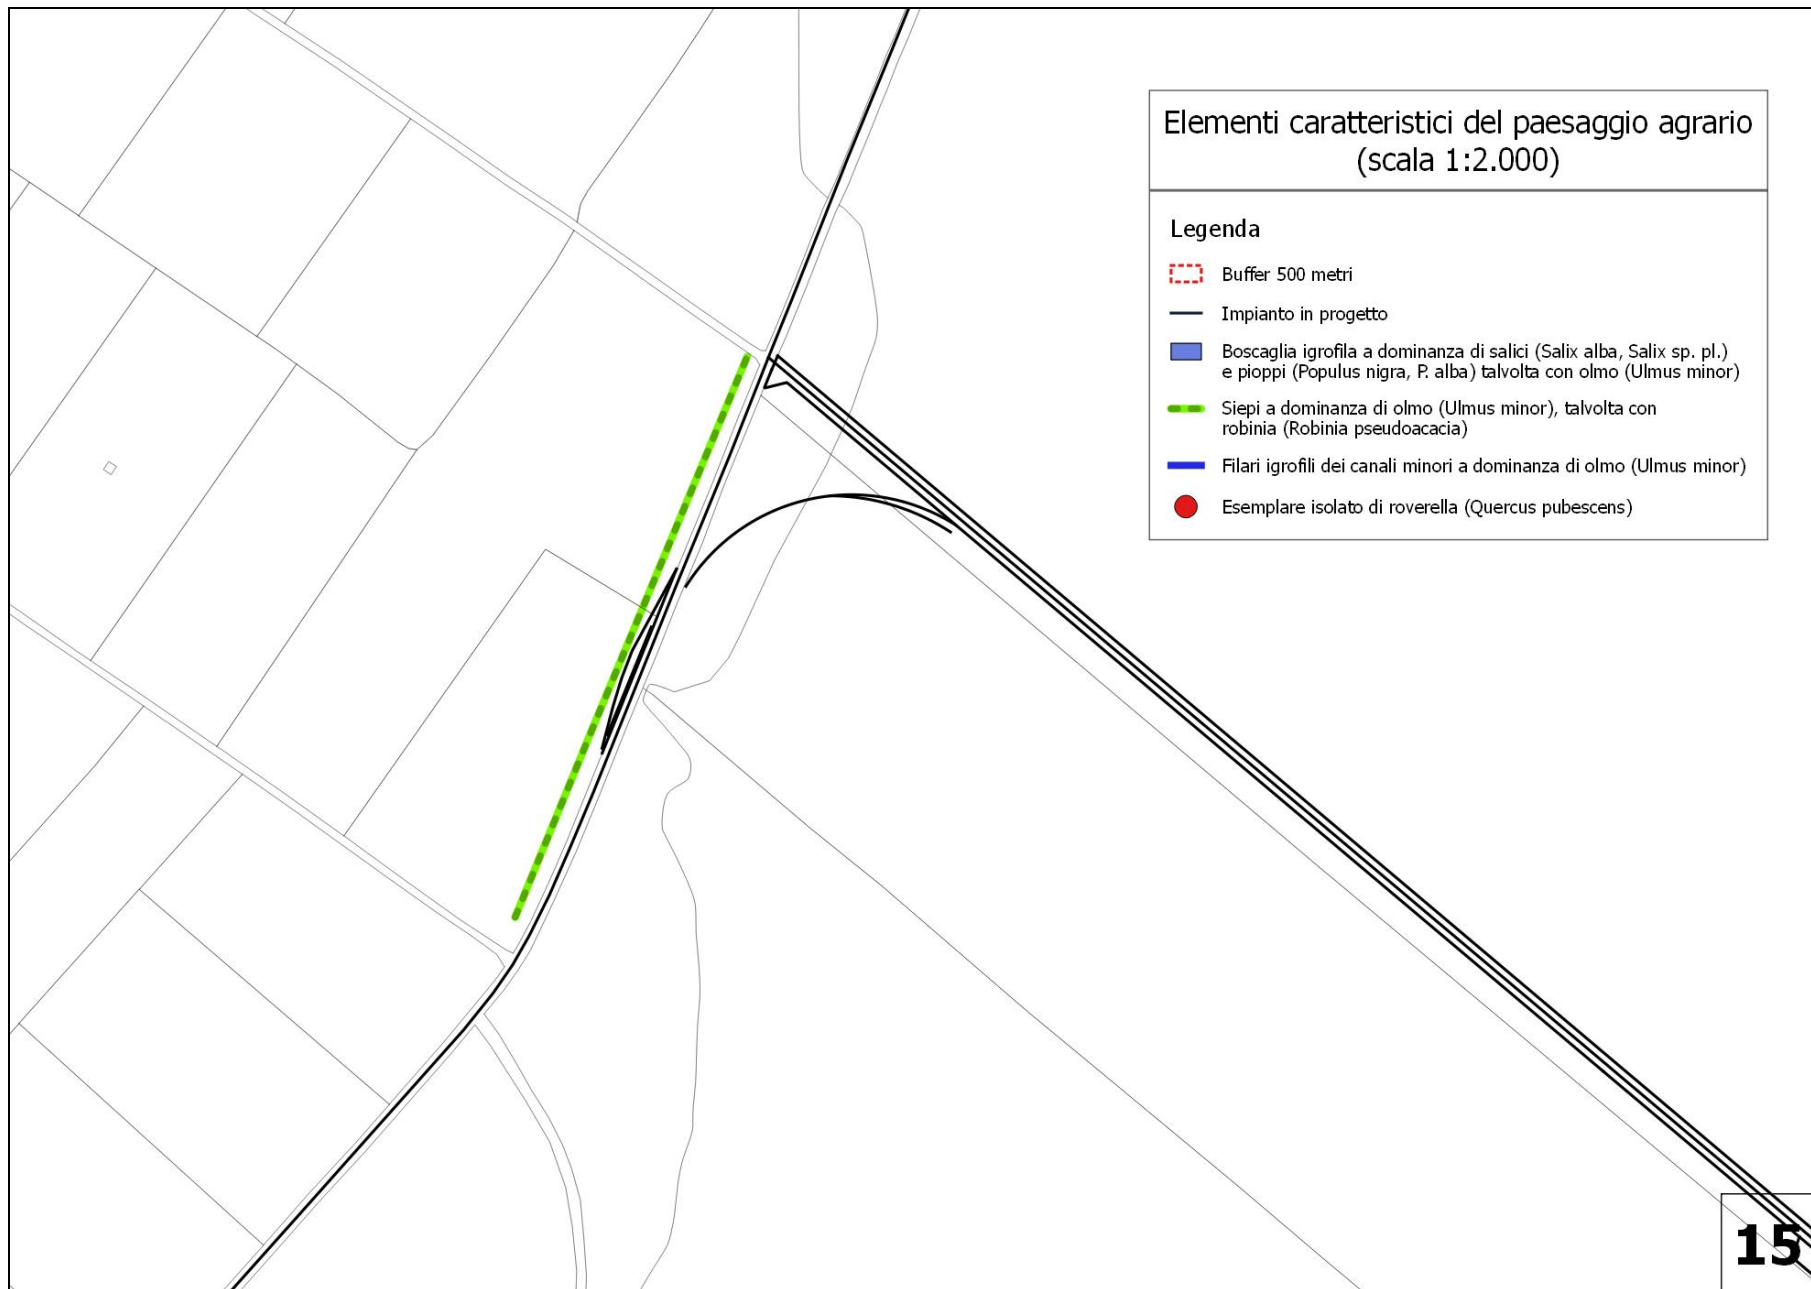 Elementi caratteristici del paesaggio agrario
(scala 1:2.000)
Legenda
Buffer 500 metri
Impianto in progetto
Boscaglia igrofila a dominanza di salici (Salix alba, Salix sp. pl.)
e pioppi (Populus nigra, P. alba) talvolta con olmo (Ulmus minor)
Siepi a dominanza di olmo (Ulmus minor), talvolta con
robinia (Robinia pseudoacacia)
Filari igrofili dei canali minori a dominanza di olmo (Ulmus minor)
Esemplare isolato di roverella (Quercus pubescens)
15